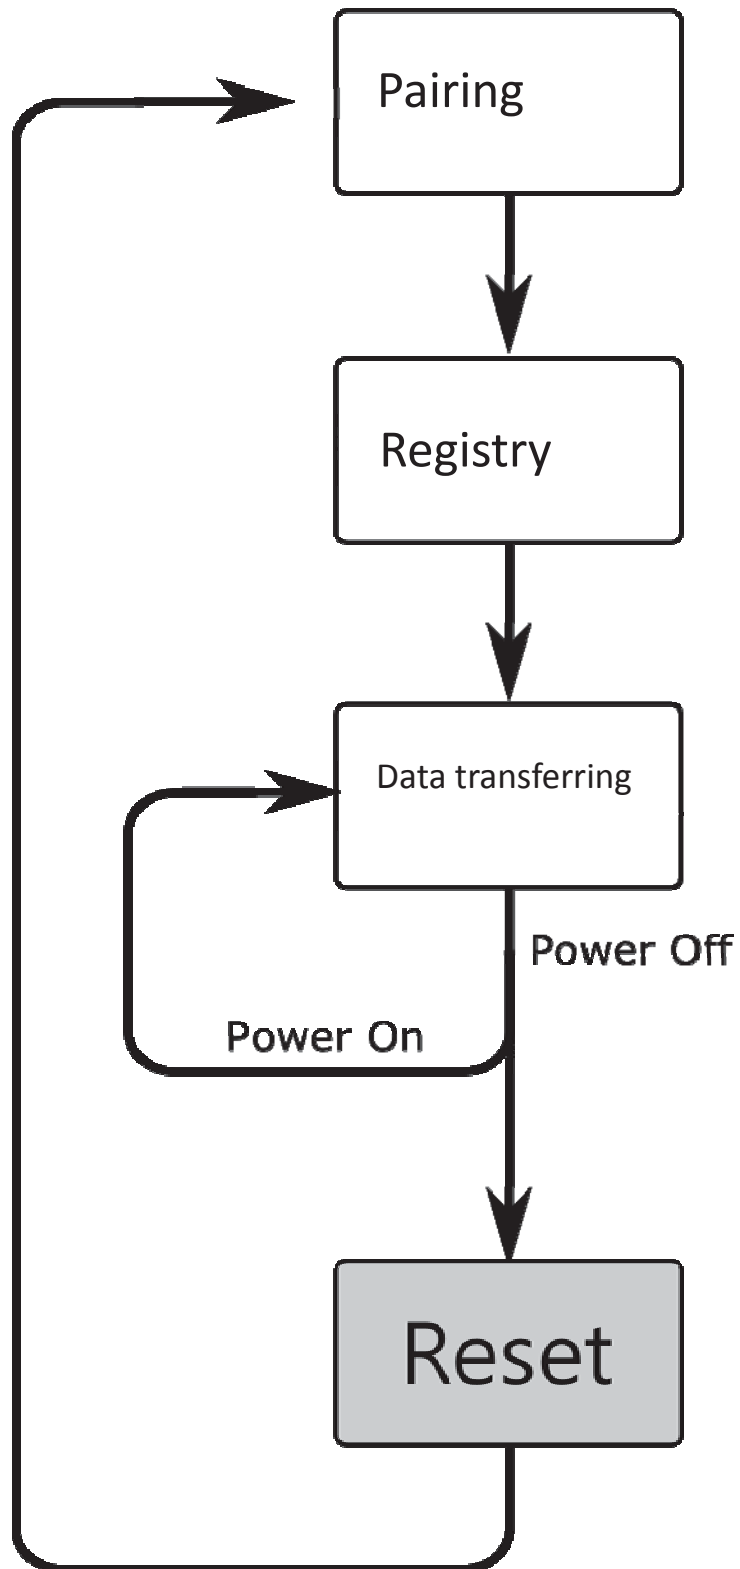 Pairing
Registry
Data transferring
Power Off
Power On
Reset